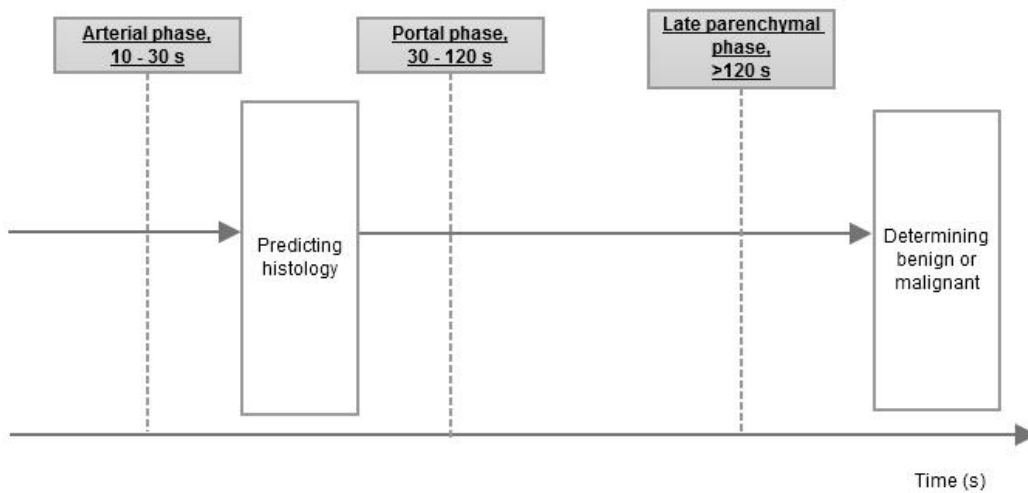 Arterial phase,
10 - 30 s
Portal phase,
30 - 120 s
Late parenchymal
phase,
>120 s
Predicting
histology
Determining
benign or
malignant
Time (s)